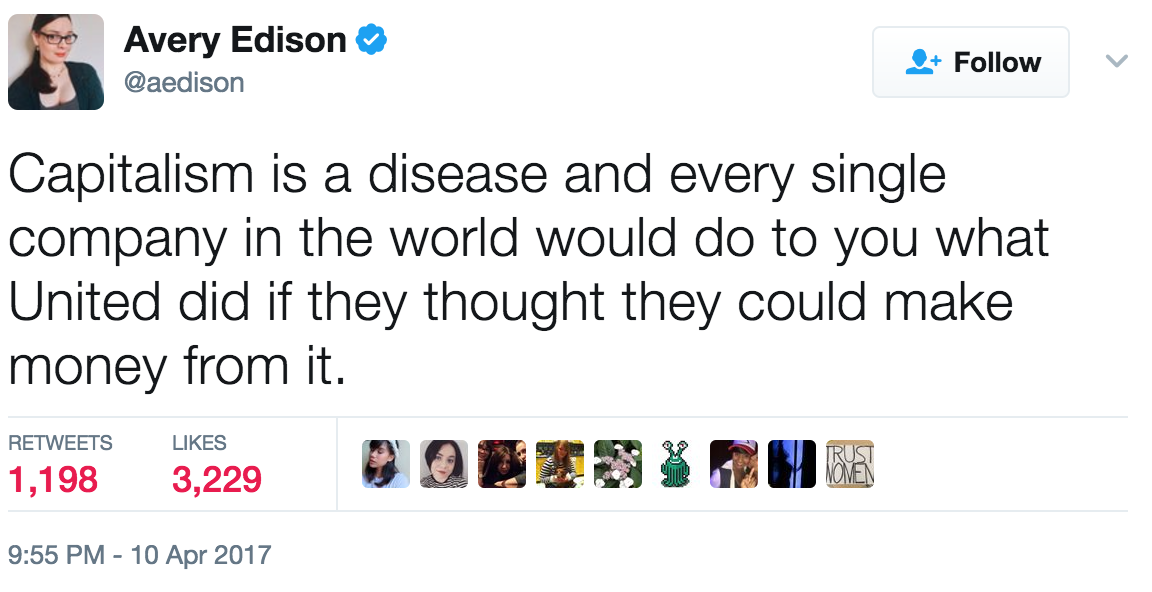 Avery Edison
@aedison
Follow
Capitalism is a disease and every single
company in the world would do to you what
United did if they thought they could make
money from it.
RETWEETS LIKES
1,198 3,229
TRUST
WOMEN
9:55 PM - 10 Apr 2017